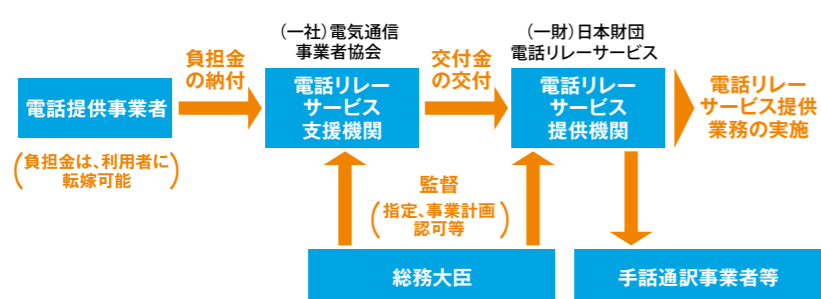 (一社)電気通信
事業者協会
(一財)日本財団
電話リレーサービス
負担金
の納付
交付金
の交付
電話提供事業者
電話リレー
サービス
支援機関
電話リレー
サービス
提供機関
電話リレー
サービス提供
業務の実施
(負担金は、利用者に
転嫁可能)
監督
(指定、事業計画
認可等)
総務大臣
手話通訳事業者等